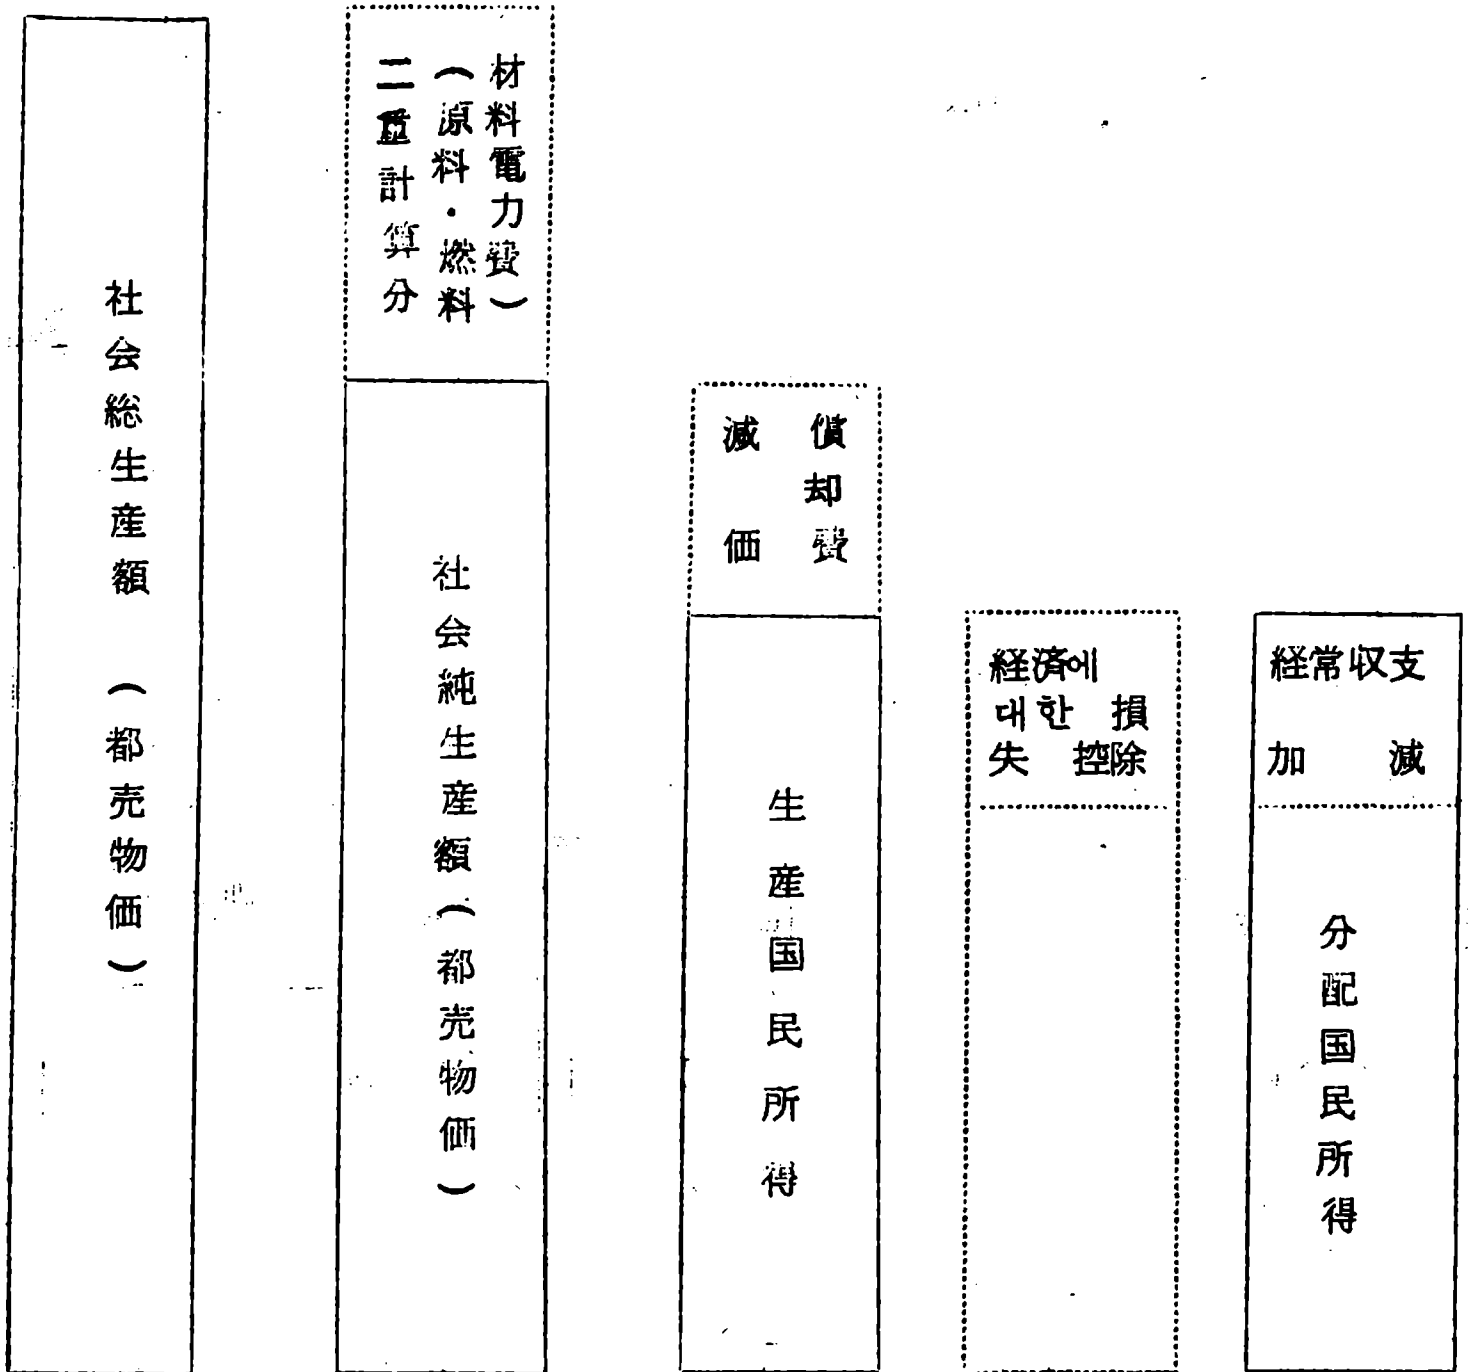 社会総生産額 （都売物価）
二重計算分
（原料・燃料
材料電力費）
社会純生産額（都売物価）
減価
償却費
生産国民所得
経済에
대한 損
失 控除
経常収支
加 減
分配国民所得